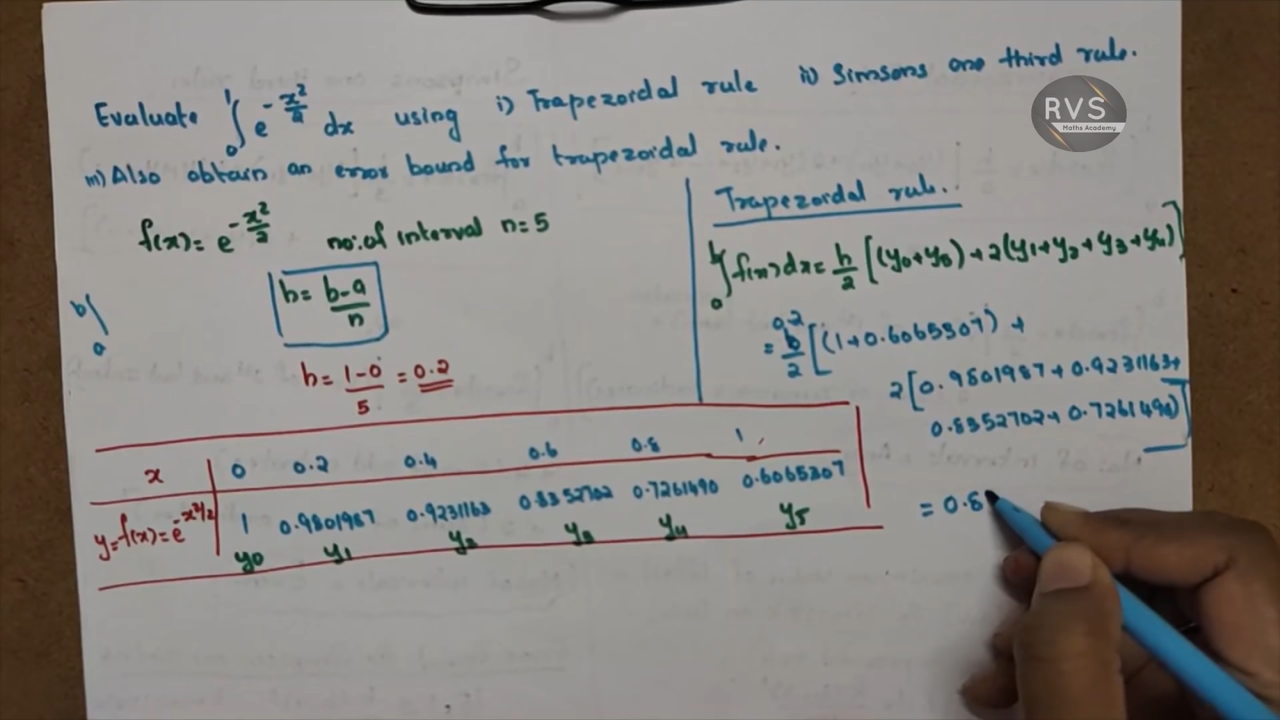 Evaluate ∫₀¹ e^(-x²/2) dx using i) Trapezoidal rule ii) Simsons one third rule.
iii) Also obtain an error bound for trapezoidal rule.
RVS
Maths Academy
f(x) = e^(-x²/2) no. of interval n=5
h = (b-a)/n
b
a
h = (1-0)/5 = 0.2
x 0 0.2 0.4 0.6 0.8 1
y=f(x)=e^(-x²/2) 1 0.9801987 0.9231163 0.8352702 0.7261490 0.6065307
y0 y1 y2 y3 y4 y5
Trapezoidal rule.
∫ f(x)dx = h/2 [(y0+y5)+2(y1+y2+y3+y4)]
0.2
= h/2 [(1+0.6065307) +
2[0.9801987+0.9231163+
0.8352702+0.7261490)]
= 0.8